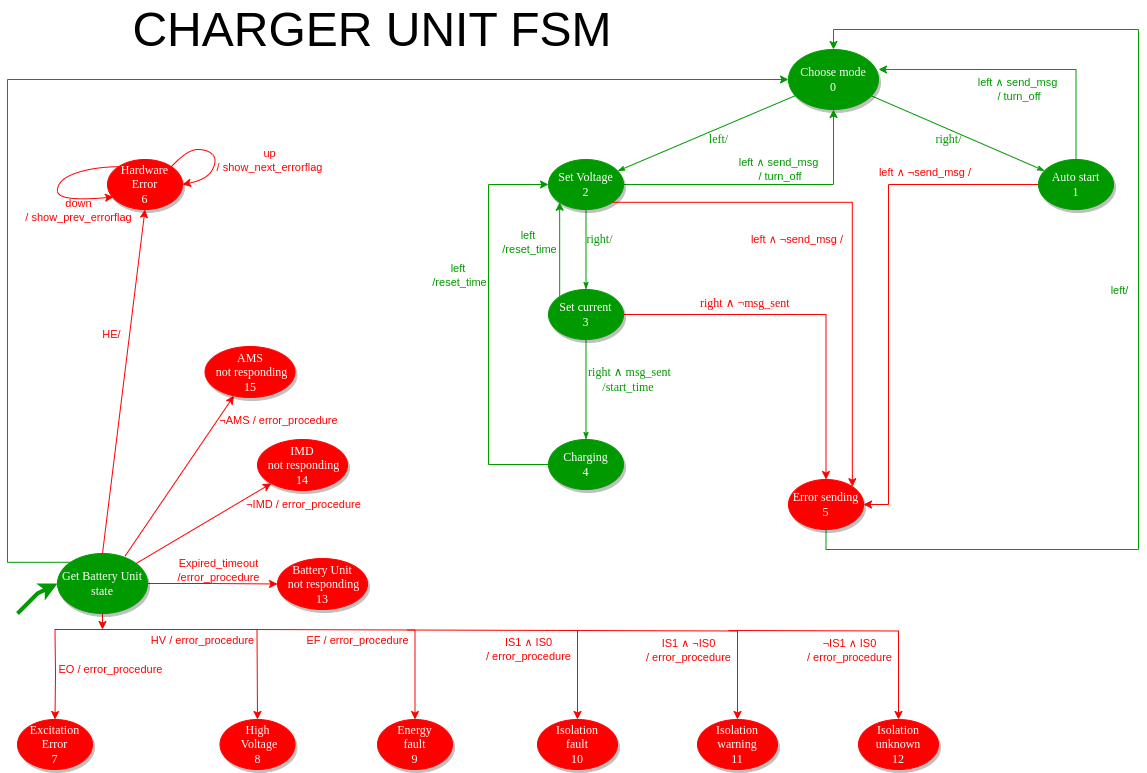 CHARGER UNIT FSM
Choose mode
0
left ∧ send_msg
/ turn_off
left/
right/
up
/ show_next_errorflag
Hardware
Error
6
down
/ show_prev_errorflag
Set Voltage
2
left ∧ send_msg
/ turn_off
left ∧ ¬send_msg /
Auto start
1
left
/reset_time
left
/reset_time
right/
left ∧ ¬send_msg /
left/
Set current
3
right ∧ ¬msg_sent
HE/
AMS
not responding
15
right ∧ msg_sent
/start_time
¬AMS / error_procedure
IMD
not responding
14
Charging
4
¬IMD / error_procedure
Error sending
5
Get Battery Unit
state
Expired_timeout
/error_procedure
Battery Unit
not responding
13
EO / error_procedure
HV / error_procedure
EF / error_procedure
IS1 ∧ IS0
/ error_procedure
IS1 ∧ ¬IS0
/ error_procedure
¬IS1 ∧ IS0
/ error_procedure
Excitation
Error
7
High
Voltage
8
Energy
fault
9
Isolation
fault
10
Isolation
warning
11
Isolation
unknown
12